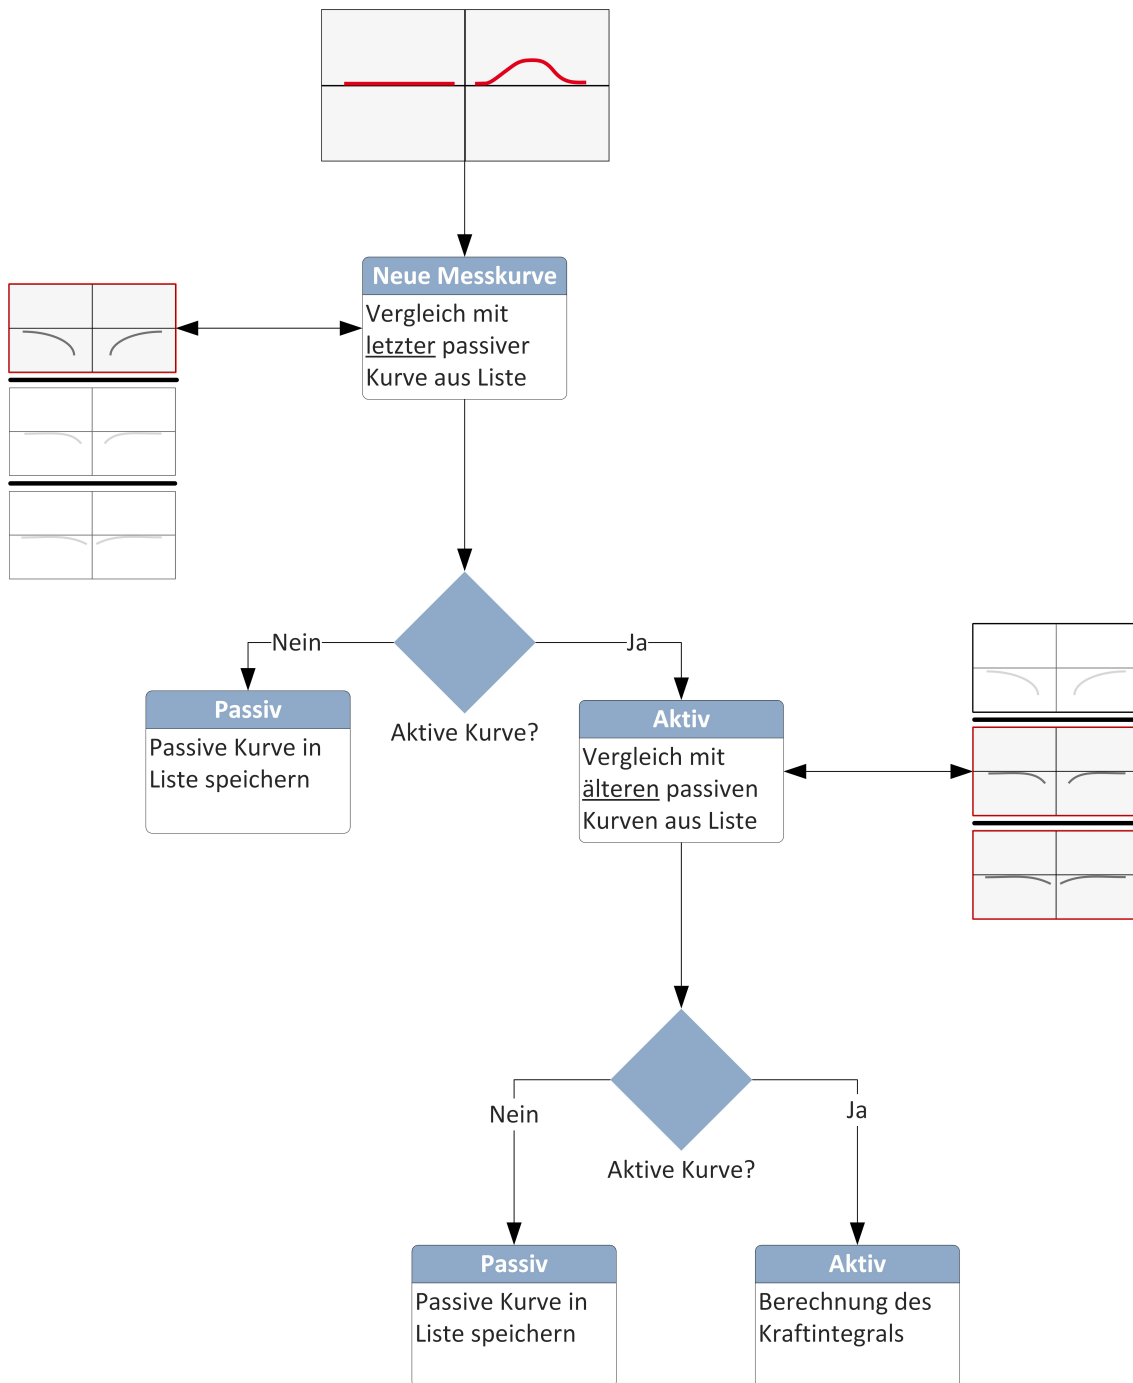 Neue Messkurve
Vergleich mit
letzter passiver
Kurve aus Liste
Nein
Ja
Aktive Kurve?
Passiv
Passive Kurve in
Liste speichern
Aktiv
Vergleich mit
älteren passiven
Kurven aus Liste
Nein
Ja
Aktive Kurve?
Passiv
Passive Kurve in
Liste speichern
Aktiv
Berechnung des
Kraftintegrals